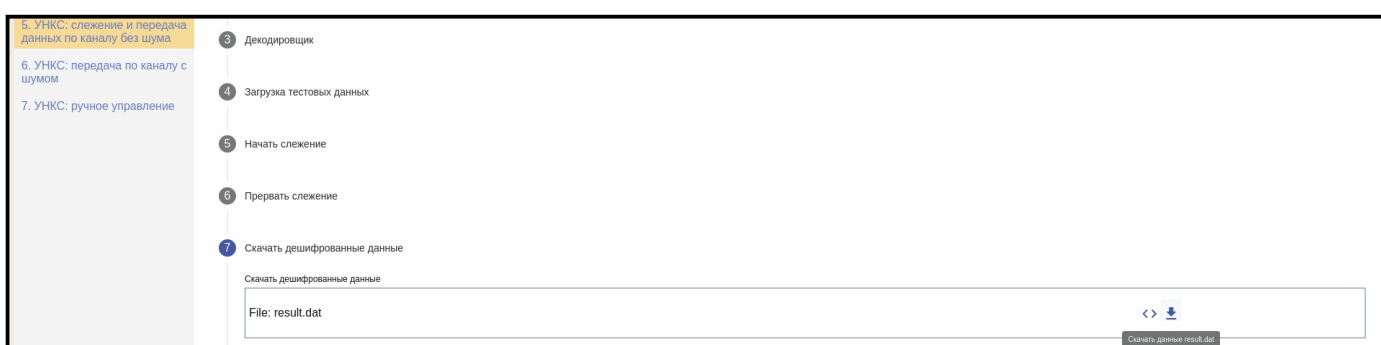 5. УНКС: слежение и передача
данных по каналу без шума
6. УНКС: передача по каналу с
шумом
7. УНКС: ручное управление
3 Декодировщик
4 Загрузка тестовых данных
5 Начать слежение
6 Прервать слежение
7 Скачать дешифрованные данные
Скачать дешифрованные данные
File: result.dat
Скачать данные result.dat